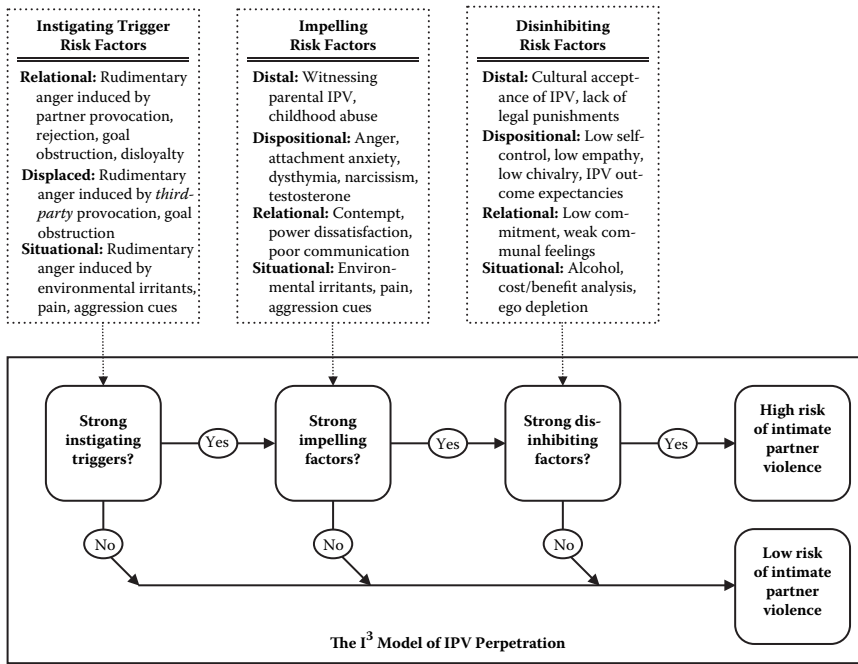 Instigating Trigger
Risk Factors
Relational: Rudimentary
anger induced by
partner provocation,
rejection, goal
obstruction, disloyalty
Displaced: Rudimentary
anger induced by third-
party provocation, goal
obstruction
Situational: Rudimentary
anger induced by
environmental irritants,
pain, aggression cues
Impelling
Risk Factors
Distal: Witnessing
parental IPV,
childhood abuse
Dispositional: Anger,
attachment anxiety,
dysthymia, narcissism,
testosterone
Relational: Contempt,
power dissatisfaction,
poor communication
Situational: Environ-
mental irritants, pain,
aggression cues
Disinhibiting
Risk Factors
Distal: Cultural accept-
ance of IPV, lack of
legal punishments
Dispositional: Low self-
control, low empathy,
low chivalry, IPV out-
come expectancies
Relational: Low com-
mitment, weak com-
munal feelings
Situational: Alcohol,
cost/benefit analysis,
ego depletion
Strong
instigating
triggers?
Yes
Strong
impelling
factors?
Yes
Strong dis-
inhibiting
factors?
Yes
High risk
of intimate
partner
violence
No
No
No
Low risk
of intimate
partner
violence
The I³ Model of IPV Perpetration